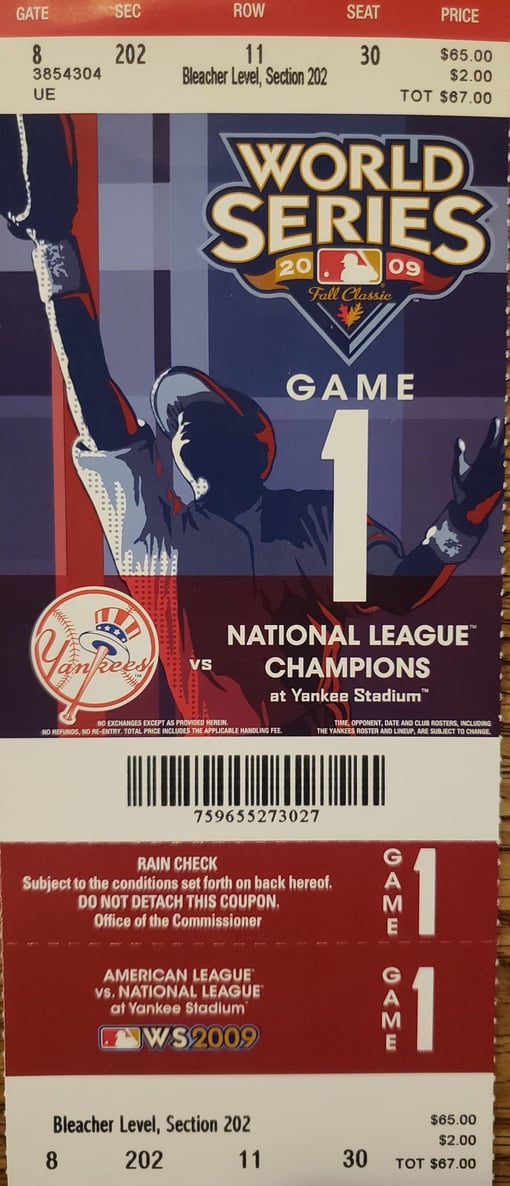 GATE SEC ROW SEAT PRICE
8 202 11 30 $65.00
3854304 Bleacher Level, Section 202 $2.00
UE TOT $67.00
WORLD
SERIES
20 09
Fall Classic
GAME
1
Yankees
vs
NATIONAL LEAGUE™
CHAMPIONS
at Yankee Stadium™
NO EXCHANGES EXCEPT AS PROVIDED HEREIN.
NO REFUNDS, NO RE-ENTRY. TOTAL PRICE INCLUDES THE APPLICABLE HANDLING FEE.
TIME, OPPONENT, DATE AND CLUB ROSTERS, INCLUDING
THE YANKEES ROSTER AND LINEUP, ARE SUBJECT TO CHANGE.
759655273027
RAIN CHECK
Subject to the conditions set forth on back hereof.
DO NOT DETACH THIS COUPON.
Office of the Commissioner
GAME 1
AMERICAN LEAGUE
vs. NATIONAL LEAGUE
at Yankee Stadium
WS2009
GAME 1
Bleacher Level, Section 202 $65.00
$2.00
8 202 11 30 TOT $67.00